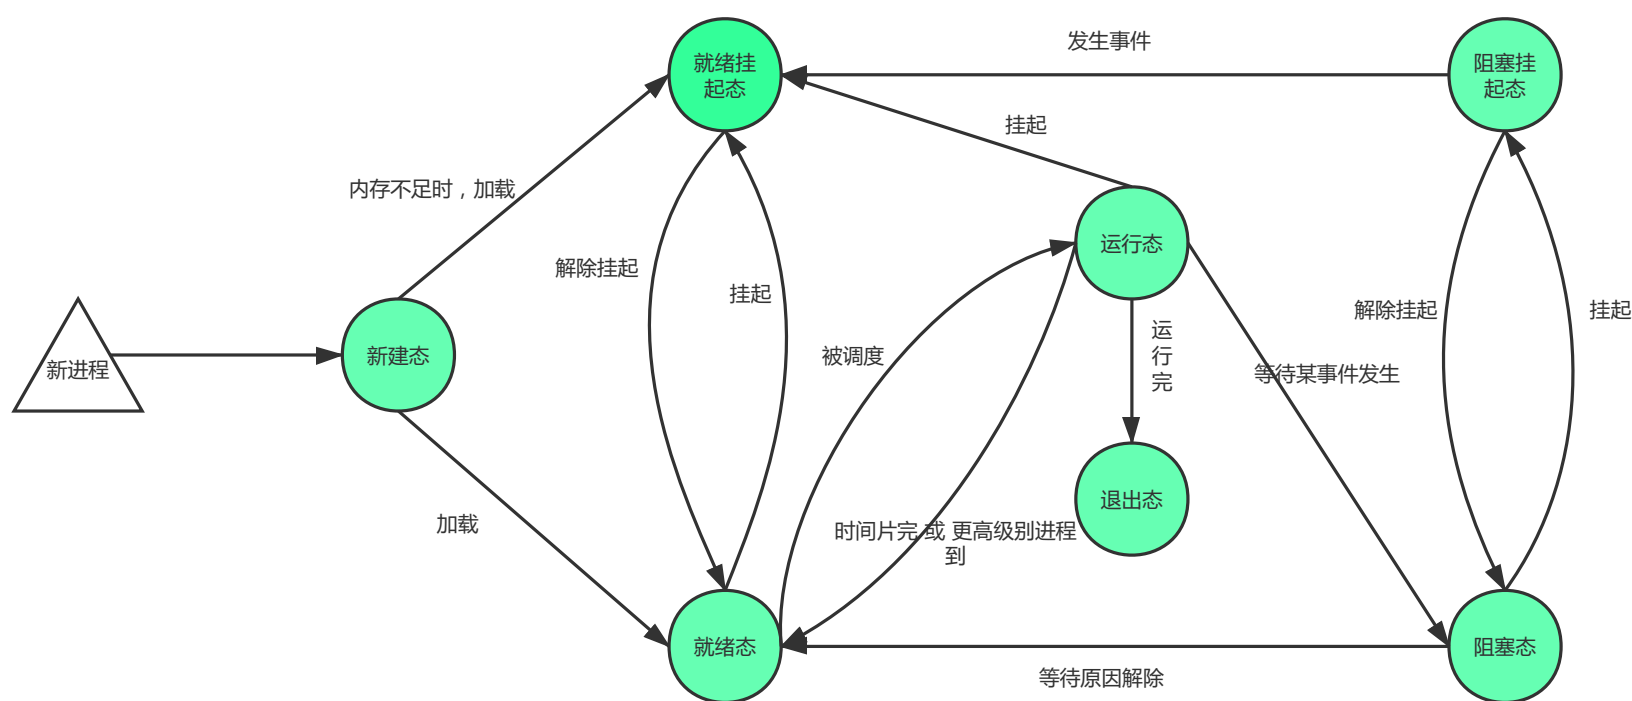 发生事件
就绪挂
起态
阻塞挂
起态
挂起
内存不足时，加载
运行态
解除挂起
挂起
解除挂起
挂起
新进程
新建态
被调度
运
行
完
等待某事件发生
退出态
加载
时间片完 或 更高级别进程
到
就绪态
阻塞态
等待原因解除